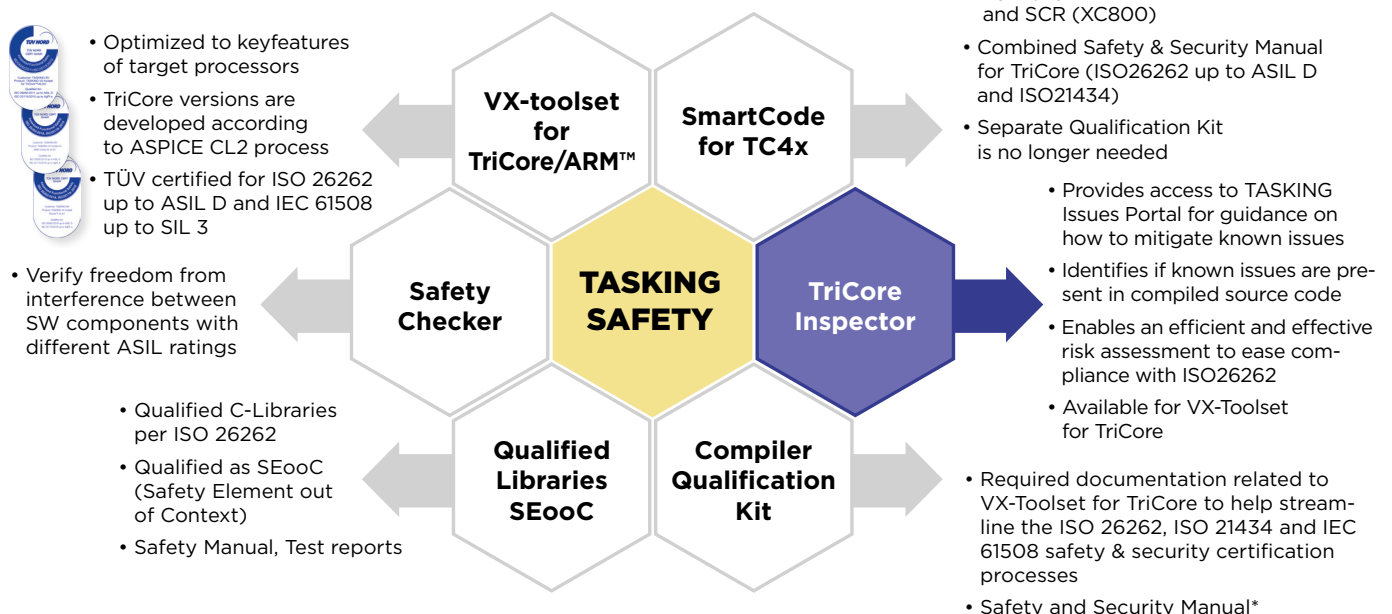 TÜV NORD
• Optimized to keyfeatures
of target processors
• TriCore versions are
developed according
to ASPICE CL2 process
• TÜV certified for ISO 26262
up to ASIL D and IEC 61508
up to SIL 3
VX-toolset
for
TriCore/ARM™
SmartCode
for TC4x
and SCR (XC800)
• Combined Safety & Security Manual
for TriCore (ISO26262 up to ASIL D
and ISO21434)
• Separate Qualification Kit
is no longer needed
• Verify freedom from
interference between
SW components with
different ASIL ratings
Safety
Checker
TASKING
SAFETY
TriCore
Inspector
• Provides access to TASKING
Issues Portal for guidance on
how to mitigate known issues
• Identifies if known issues are pre-
sent in compiled source code
• Enables an efficient and effective
risk assessment to ease com-
pliance with ISO26262
• Available for VX-Toolset
for TriCore
• Qualified C-Libraries
per ISO 26262
• Qualified as SEooC
(Safety Element out
of Context)
• Safety Manual, Test reports
Qualified
Libraries
SEooC
Compiler
Qualification
Kit
• Required documentation related to
VX-Toolset for TriCore to help stream-
line the ISO 26262, ISO 21434 and IEC
61508 safety & security certification
processes
• Safety and Security Manual*